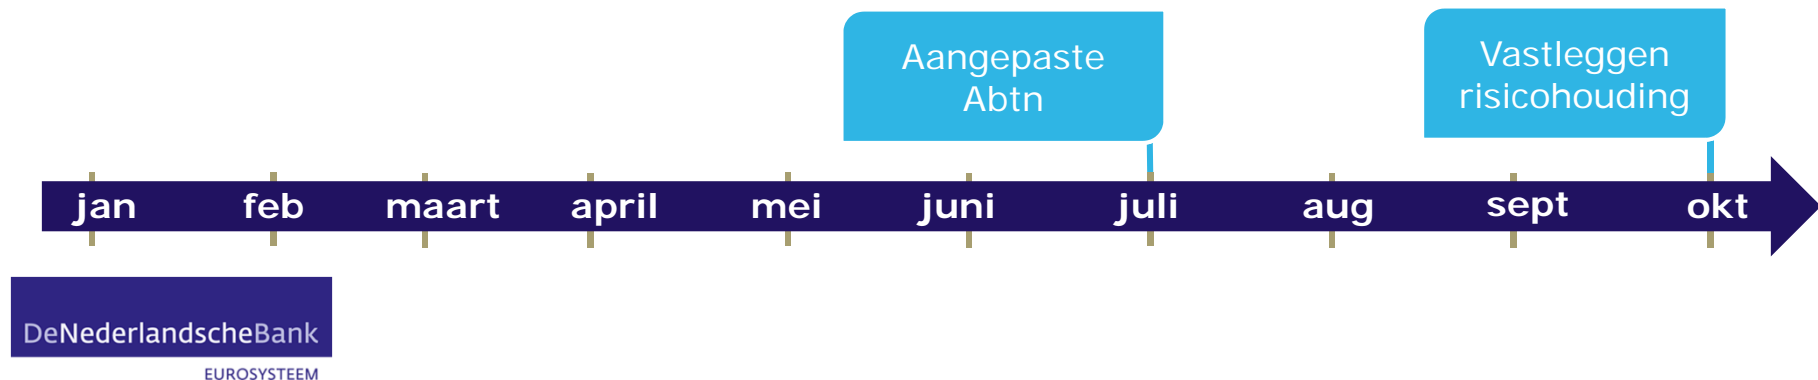 Aangepaste
Abtn
Vastleggen
risicohouding
jan feb maart april mei juni juli aug sept okt
DeNederlandscheBank
EUROSYSTEEM